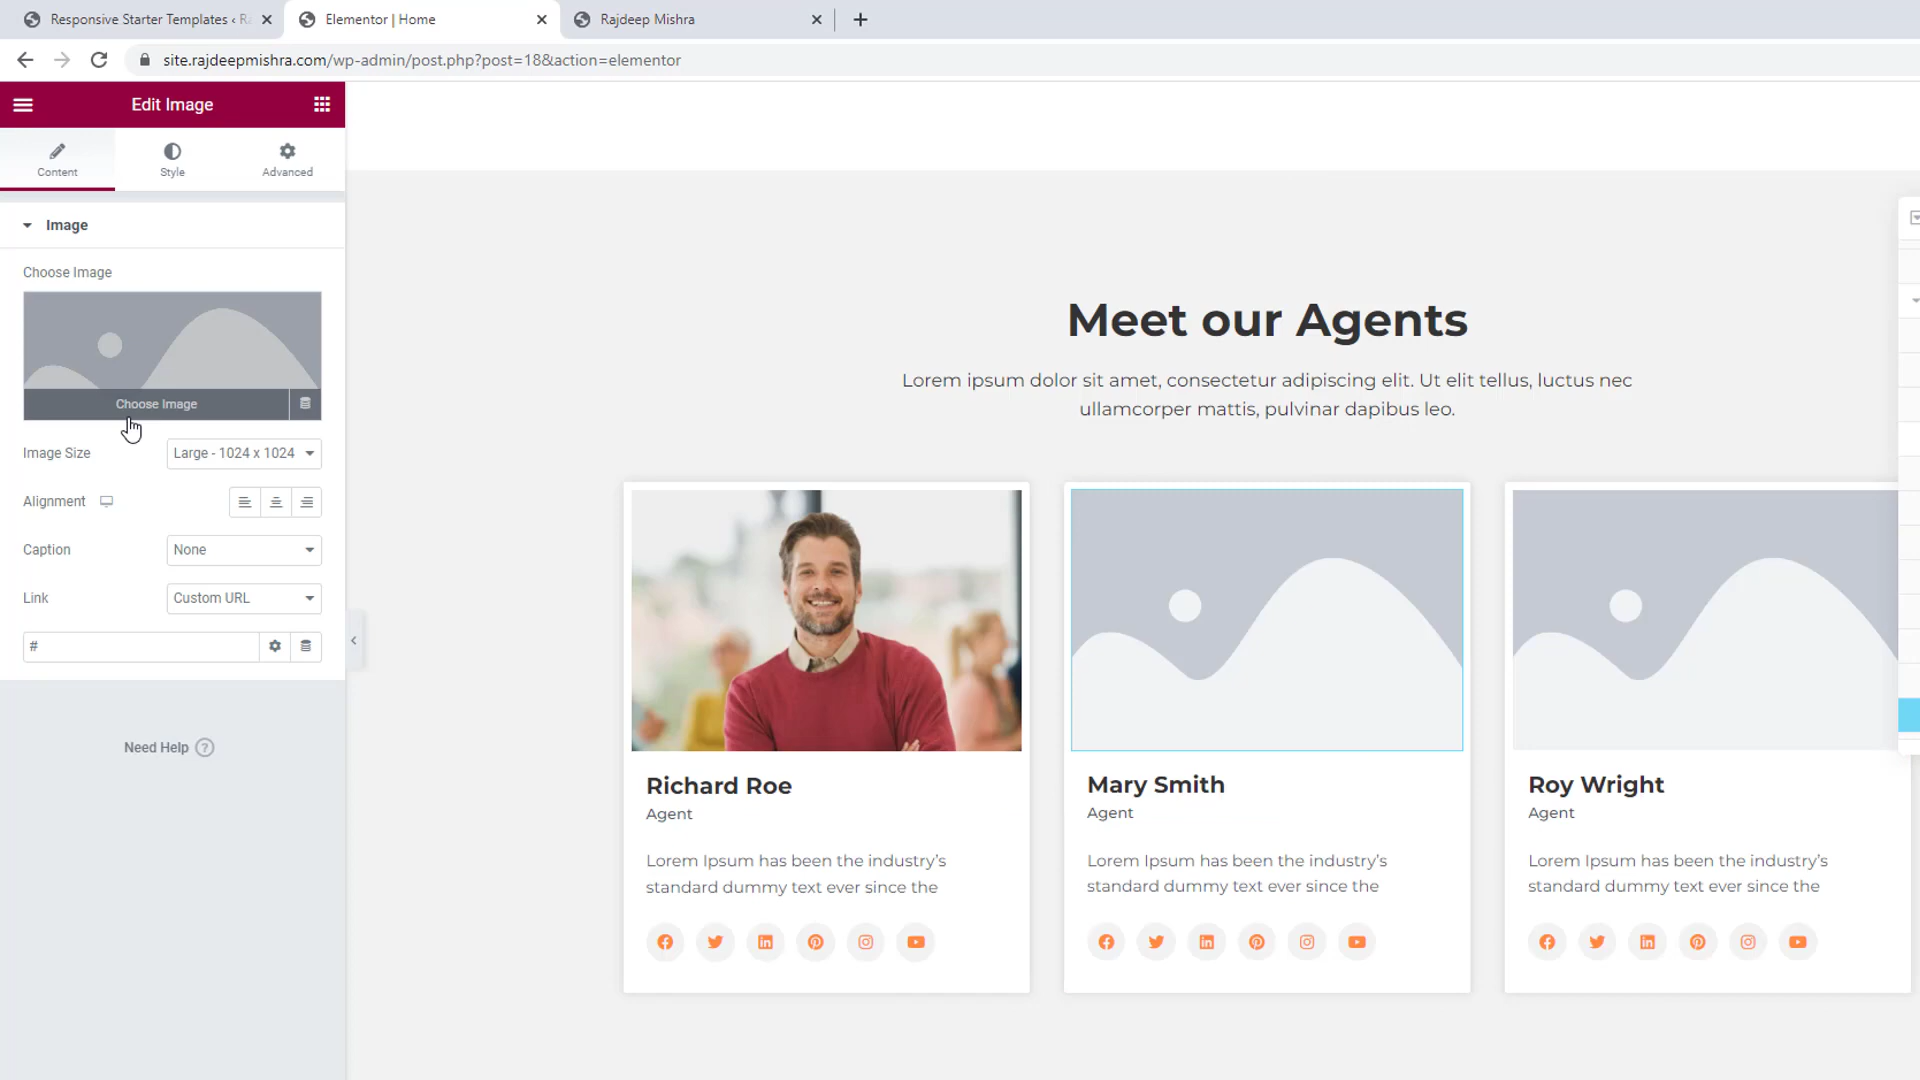 Responsive Starter Templates ‹ Ra
Elementor | Home
Rajdeep Mishra
site.rajdeepmishra.com/wp-admin/post.php?post=18&action=elementor
Edit Image
Content
Style
Advanced
Image
Choose Image
Choose Image
Image Size
Large - 1024 x 1024
Alignment
Caption
None
Link
Custom URL
#
Need Help ?
Meet our Agents
Lorem ipsum dolor sit amet, consectetur adipiscing elit. Ut elit tellus, luctus nec
ullamcorper mattis, pulvinar dapibus leo.
Richard Roe
Agent
Lorem Ipsum has been the industry’s
standard dummy text ever since the
Mary Smith
Agent
Lorem Ipsum has been the industry’s
standard dummy text ever since the
Roy Wright
Agent
Lorem Ipsum has been the industry’s
standard dummy text ever since the